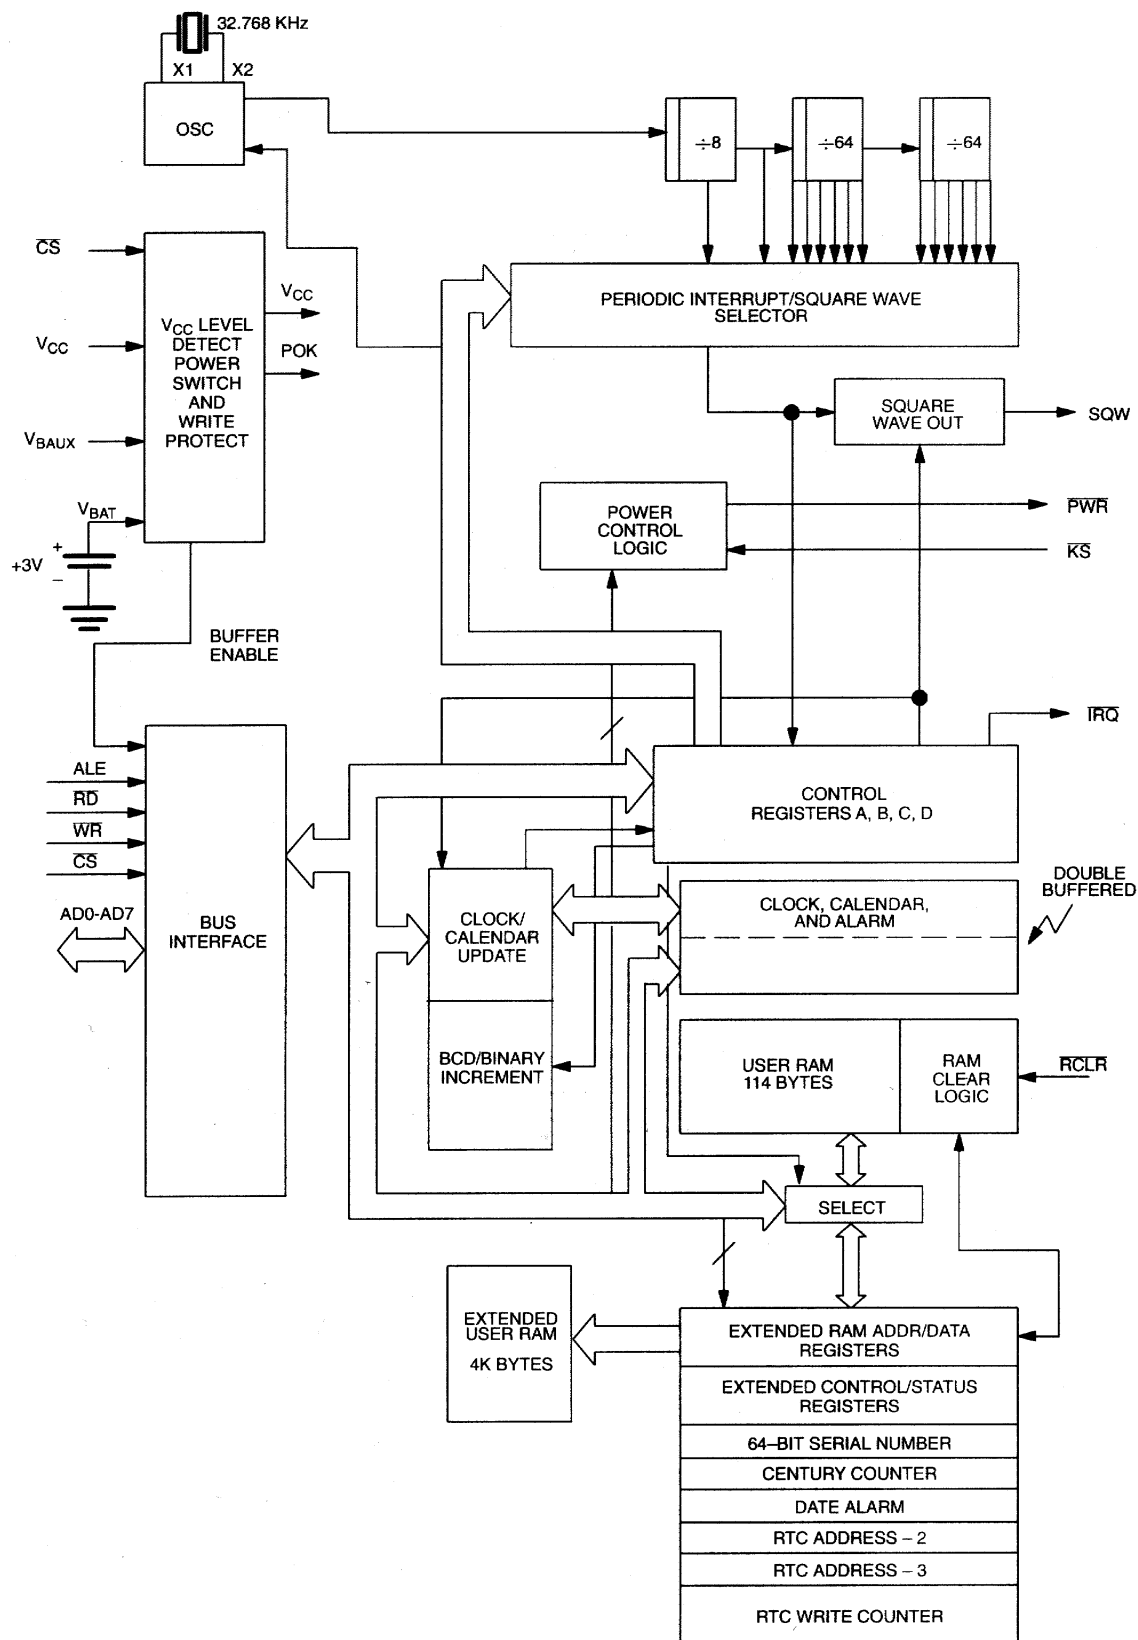 32.768 KHz
X1
X2
OSC
÷8
÷64
÷64
CS
VCC
VBAUX
VBAT
+3V
+
–
VCC LEVEL
DETECT
POWER
SWITCH
AND
WRITE
PROTECT
VCC
POK
PERIODIC INTERRUPT/SQUARE WAVE
SELECTOR
SQUARE
WAVE OUT
SQW
POWER
CONTROL
LOGIC
PWR
KS
BUFFER
ENABLE
IRQ
ALE
RD
WR
CS
AD0-AD7
BUS
INTERFACE
CONTROL
REGISTERS A, B, C, D
CLOCK/
CALENDAR
UPDATE
BCD/BINARY
INCREMENT
CLOCK, CALENDAR,
AND ALARM
DOUBLE
BUFFERED
USER RAM
114 BYTES
RAM
CLEAR
LOGIC
RCLR
SELECT
EXTENDED
USER RAM
4K BYTES
EXTENDED RAM ADDR/DATA
REGISTERS
EXTENDED CONTROL/STATUS
REGISTERS
64–BIT SERIAL NUMBER
CENTURY COUNTER
DATE ALARM
RTC ADDRESS – 2
RTC ADDRESS – 3
RTC WRITE COUNTER